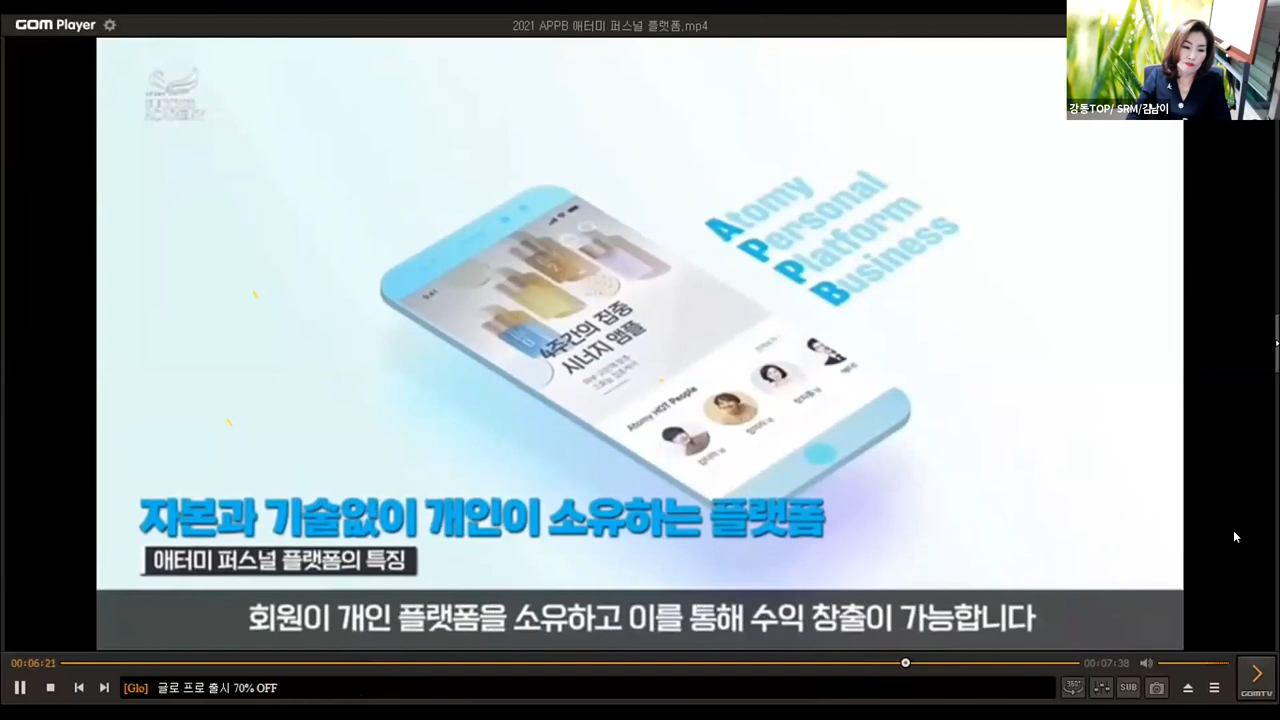 GOM Player
2021 APPB 애터미 퍼스널 플랫폼.mp4
강동TOP/ SRM/김남이
ACADEMY
Atomy
Personal
Platform
Business
9:41
4주간의 집중
시너지 앰플
Atomy HOT People
자본과 기술없이 개인이 소유하는 플랫폼
애터미 퍼스널 플랫폼의 특징
회원이 개인 플랫폼을 소유하고 이를 통해 수익 창출이 가능합니다
00:06:21
00:07:38
[Glo] 글로 프로 출시 70% OFF
360°
SUB
GOMTV